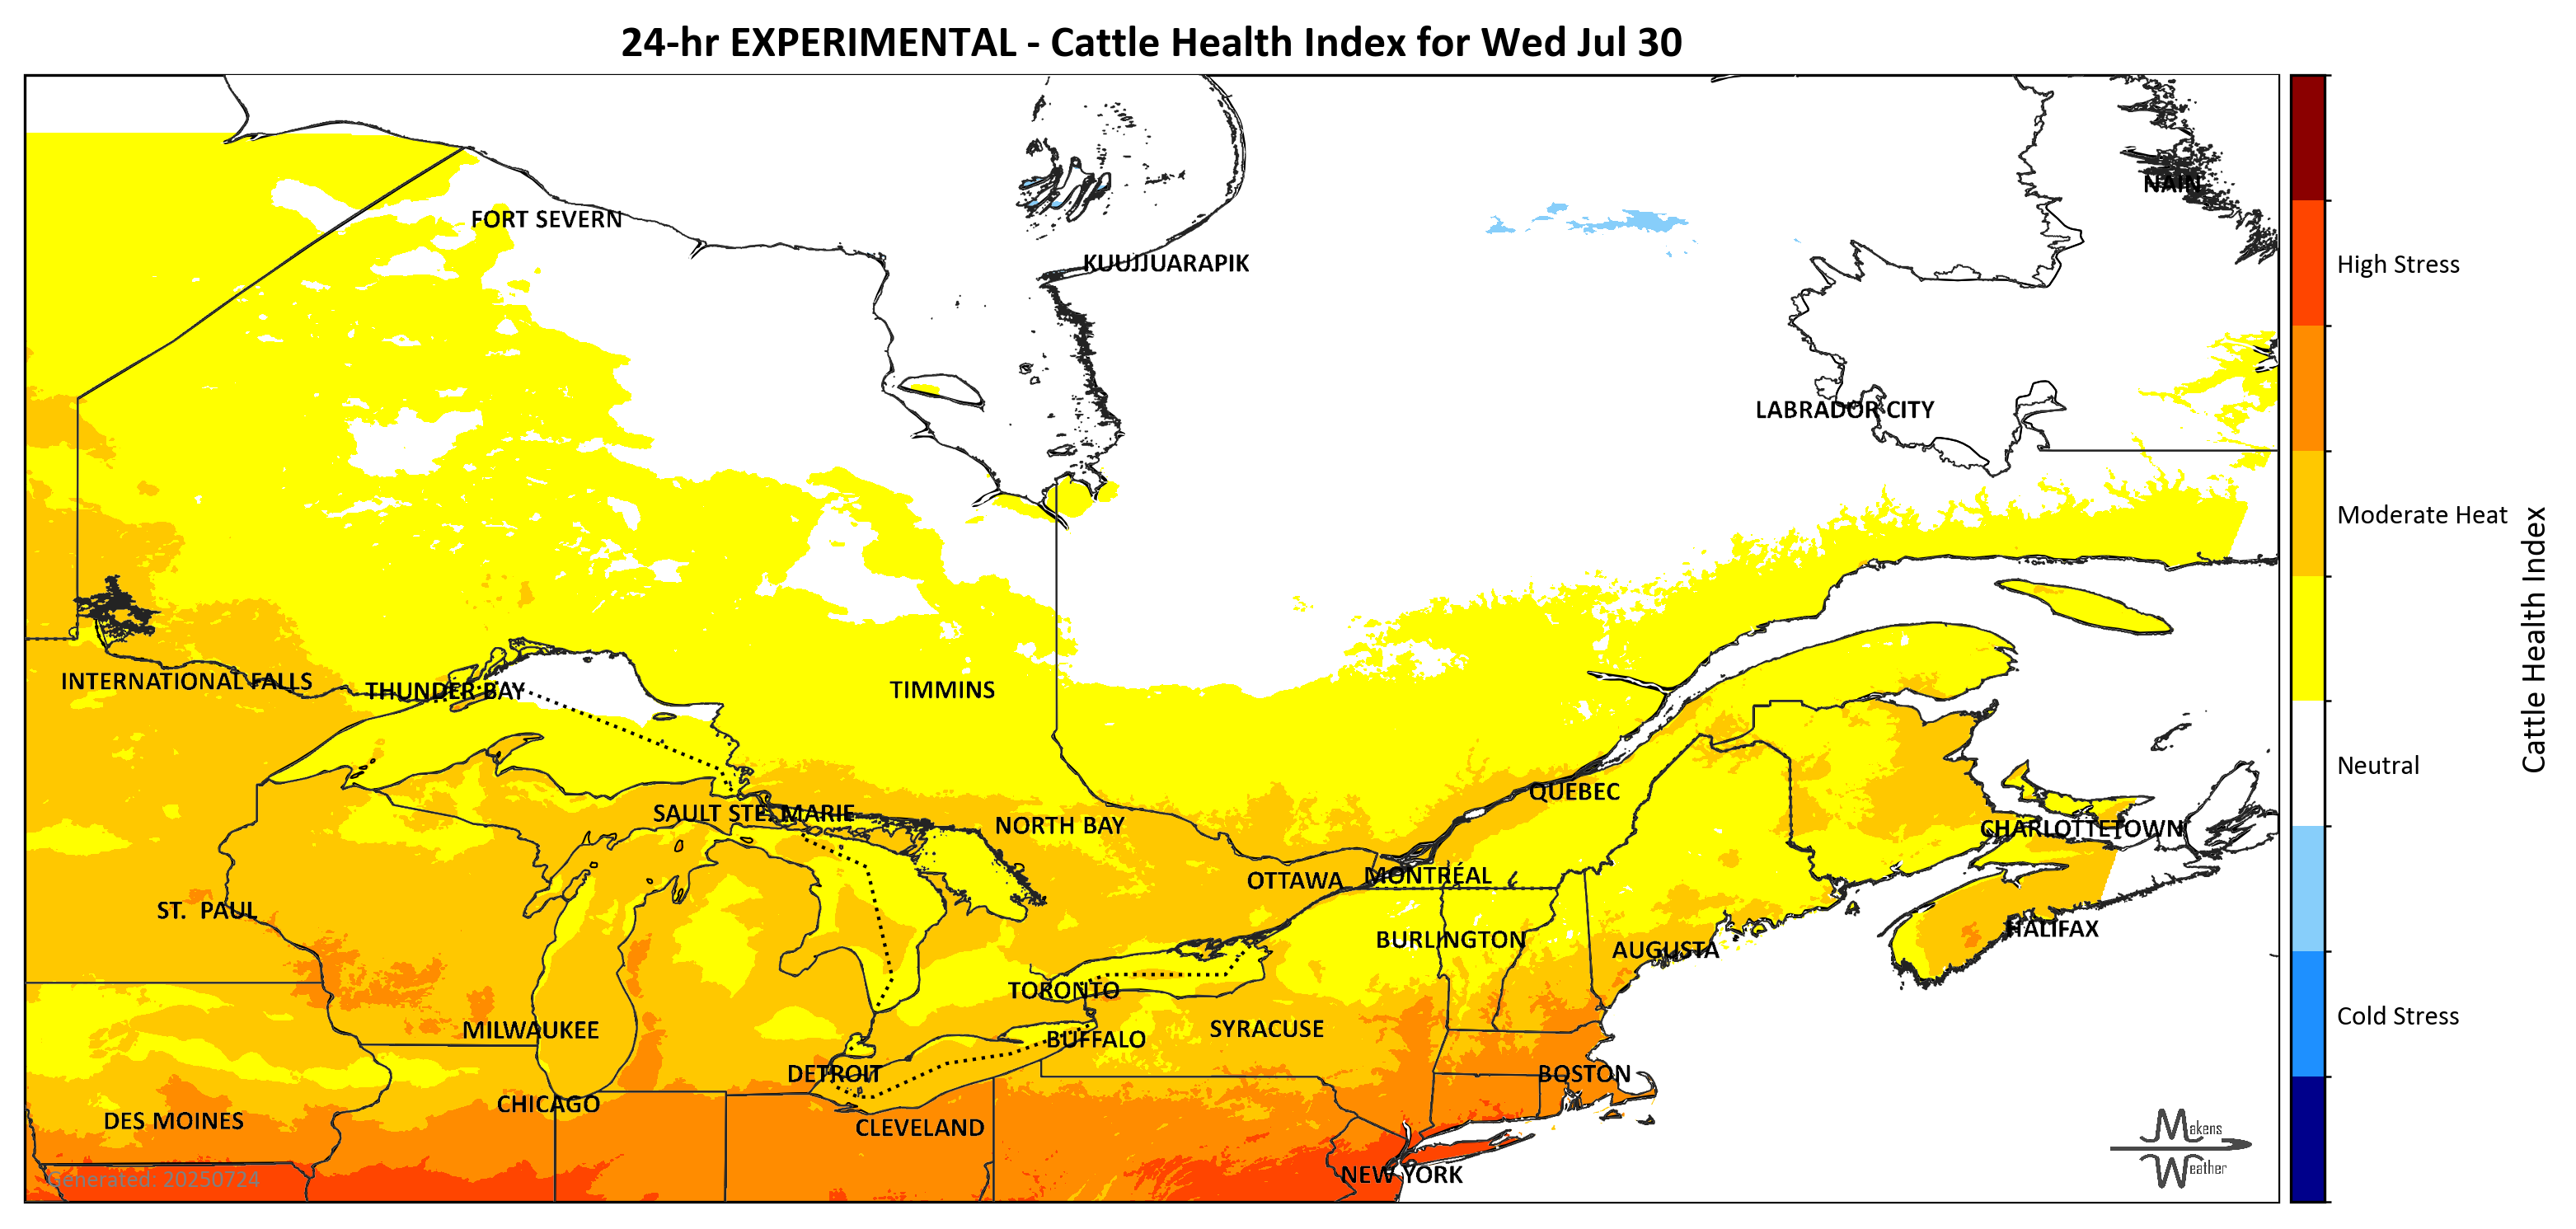 24-hr EXPERIMENTAL - Cattle Health Index for Wed Jul 30
NAIN
FORT SEVERN
KUUJJUARAPIK
High Stress
LABRADOR CITY
Moderate Heat
Cattle Health Index
INTERNATIONAL FALLS
THUNDER BAY
TIMMINS
Neutral
QUEBEC
SAULT STE. MARIE
NORTH BAY
CHARLOTTETOWN
OTTAWA
MONTRÉAL
ST. PAUL
HALIFAX
BURLINGTON
AUGUSTA
TORONTO
Cold Stress
MILWAUKEE
SYRACUSE
BUFFALO
DETROIT
BOSTON
CHICAGO
DES MOINES
CLEVELAND
Makens
Weather
NEW YORK
Generated: 20250724